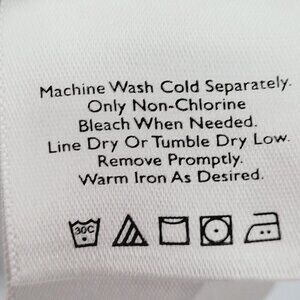 Machine Wash Cold Separately.
Only Non-Chlorine
Bleach When Needed.
Line Dry Or Tumble Dry Low.
Remove Promptly.
Warm Iron As Desired.
30C